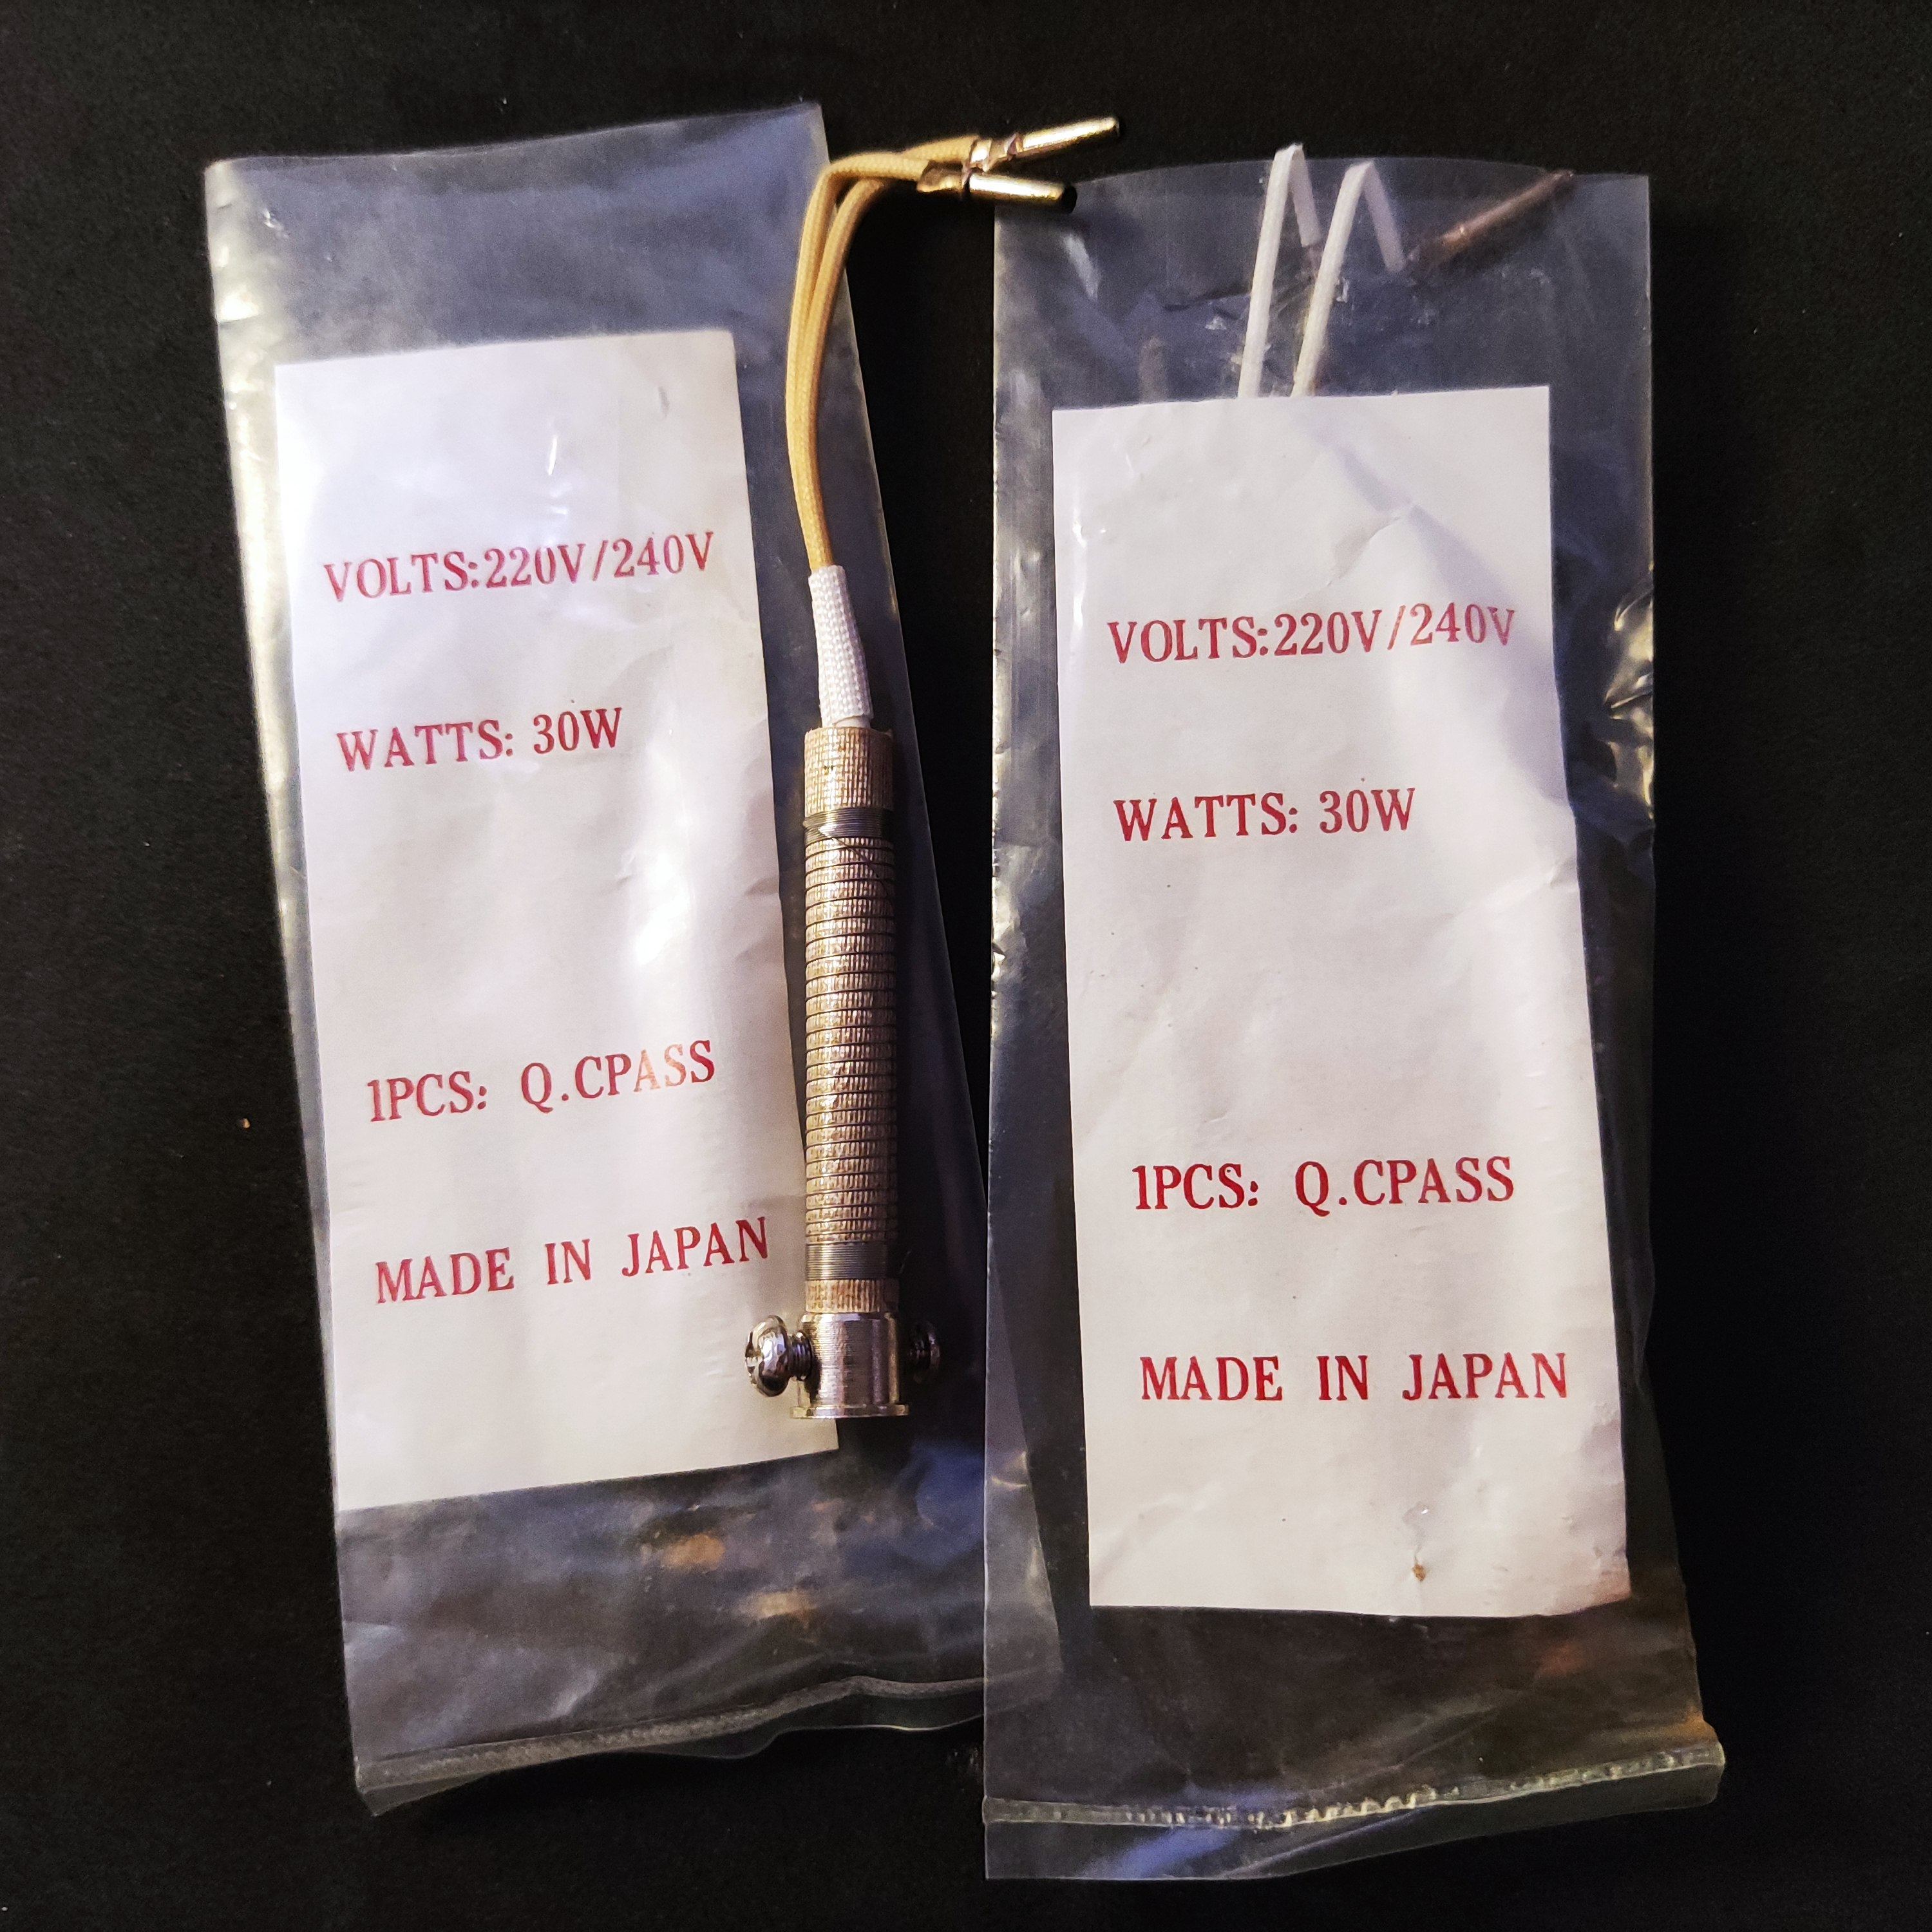 VOLTS:220V/240V
WATTS: 30W
1PCS: Q.CPASS
MADE IN JAPAN
VOLTS:220V/240V
WATTS: 30W
1PCS: Q.CPASS
MADE IN JAPAN